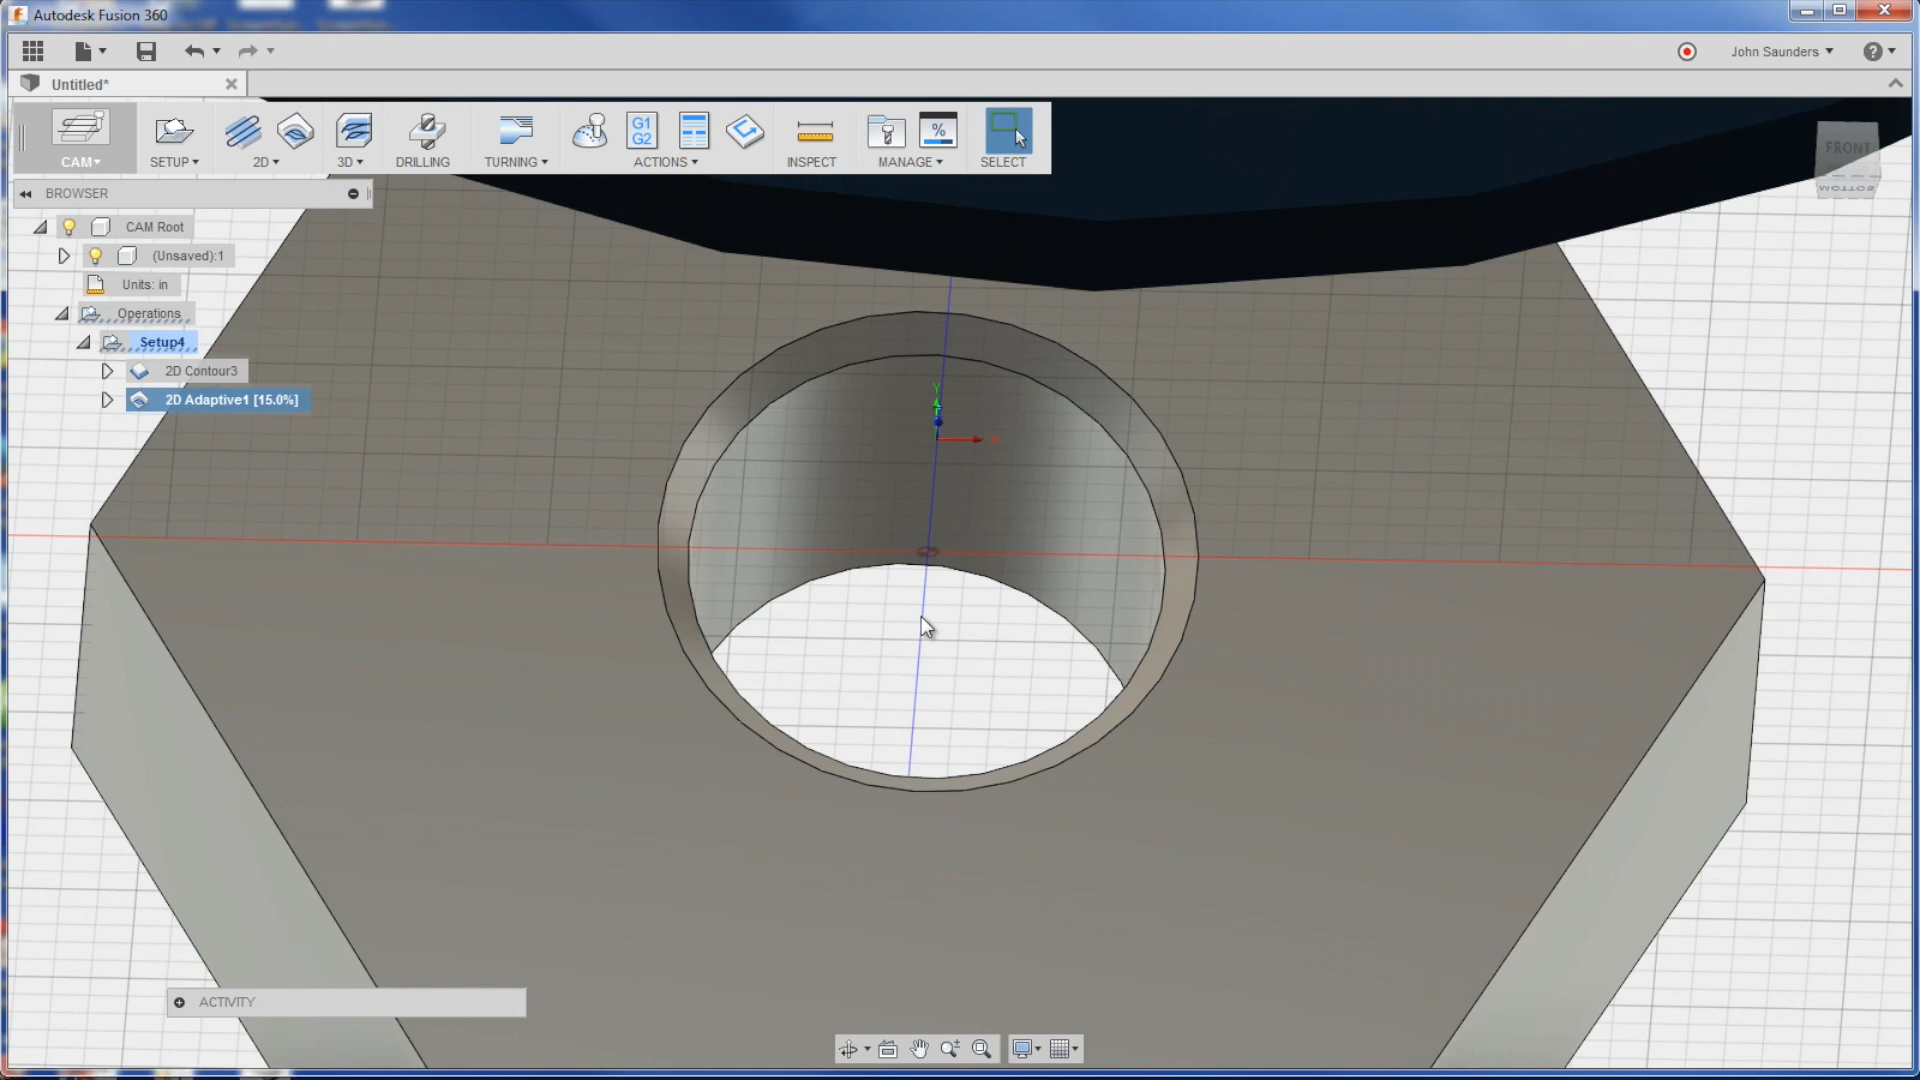 Autodesk Fusion 360
John Saunders
Untitled*
CAM
SETUP
2D
3D
DRILLING
TURNING
G1
G2
ACTIONS
INSPECT
%
MANAGE
SELECT
FRONT
BOTTOM
BROWSER
CAM Root
(Unsaved):1
Units: in
Operations
Setup4
2D Contour3
2D Adaptive1 [15.0%]
Y
X
ACTIVITY